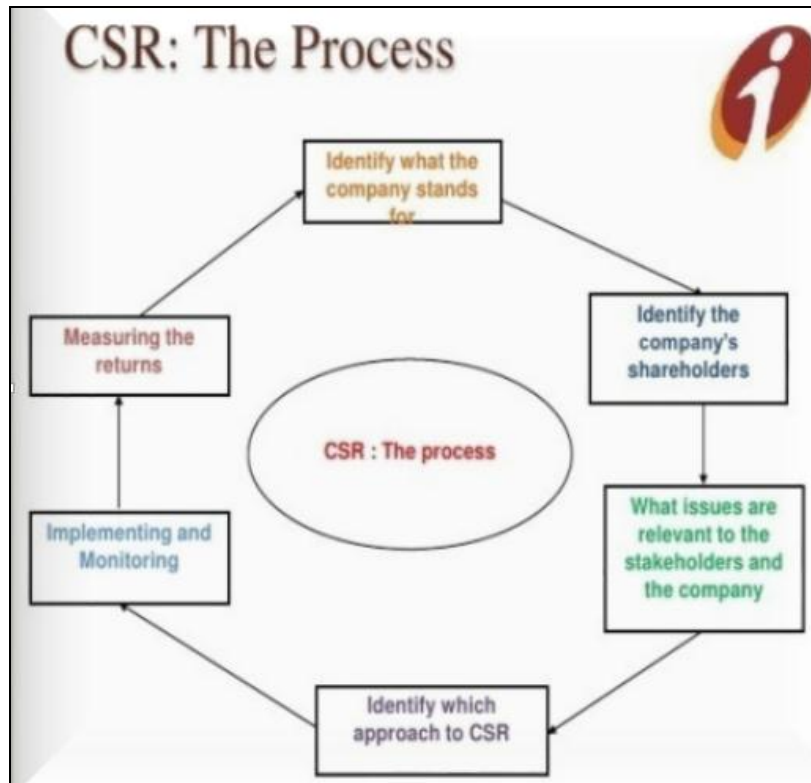 CSR: The Process
Identify what the
company stands
for
Identify the
company's
shareholders
What issues are
relevant to the
stakeholders and
the company
Identify which
approach to CSR
Implementing and
Monitoring
Measuring the
returns
CSR : The process